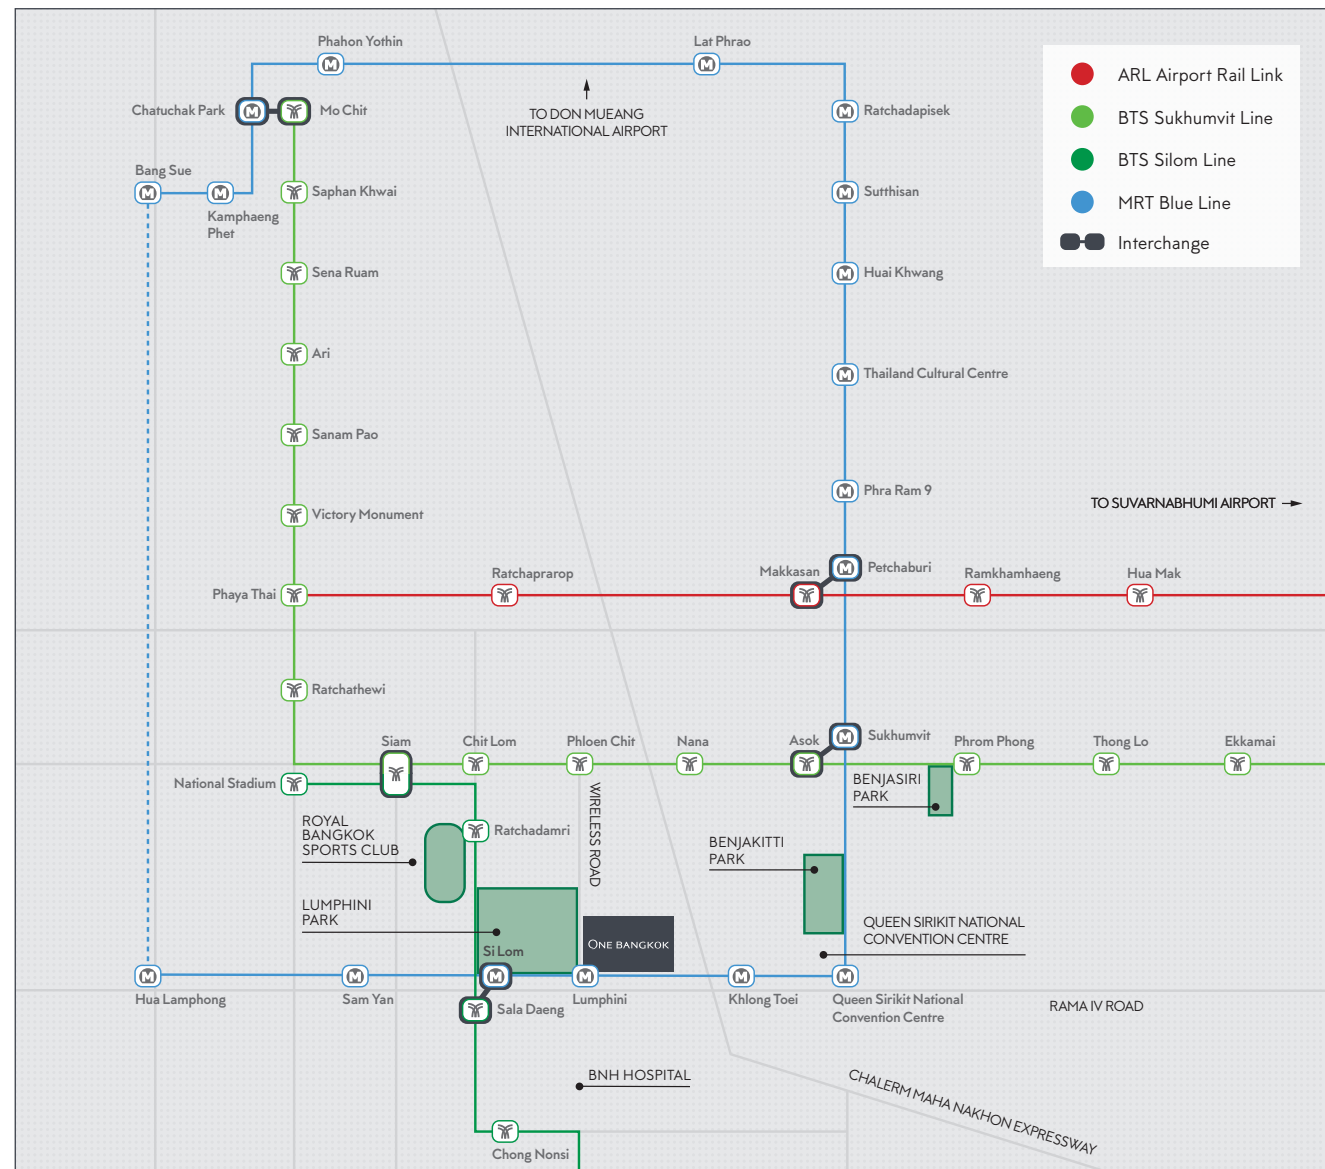 Phahon Yothin
Lat Phrao
ARL Airport Rail Link
BTS Sukhumvit Line
BTS Silom Line
MRT Blue Line
Interchange
Chatuchak Park
Mo Chit
TO DON MUEANG
INTERNATIONAL AIRPORT
Ratchadapisek
Bang Sue
Kamphaeng
Phet
Saphan Khwai
Sutthisan
Sena Ruam
Huai Khwang
Ari
Thailand Cultural Centre
Sanam Pao
Phra Ram 9
TO SUVARNABHUMI AIRPORT
Victory Monument
Phaya Thai
Ratchaprarop
Makkasan
Petchaburi
Ramkhamhaeng
Hua Mak
Ratchathewi
Siam
Chit Lom
Phloen Chit
Nana
Asok
Sukhumvit
Phrom Phong
Thong Lo
Ekkamai
National Stadium
BENJASIRI
PARK
WIRELESS ROAD
ROYAL
BANGKOK
SPORTS CLUB
Ratchadamri
BENJAKITTI
PARK
LUMPHINI
PARK
QUEEN SIRIKIT NATIONAL
CONVENTION CENTRE
ONE BANGKOK
Si Lom
Hua Lamphong
Sam Yan
Sala Daeng
Lumphini
Khlong Toei
Queen Sirikit National
Convention Centre
RAMA IV ROAD
BNH HOSPITAL
CHALERM MAHA NAKHON EXPRESSWAY
Chong Nonsi